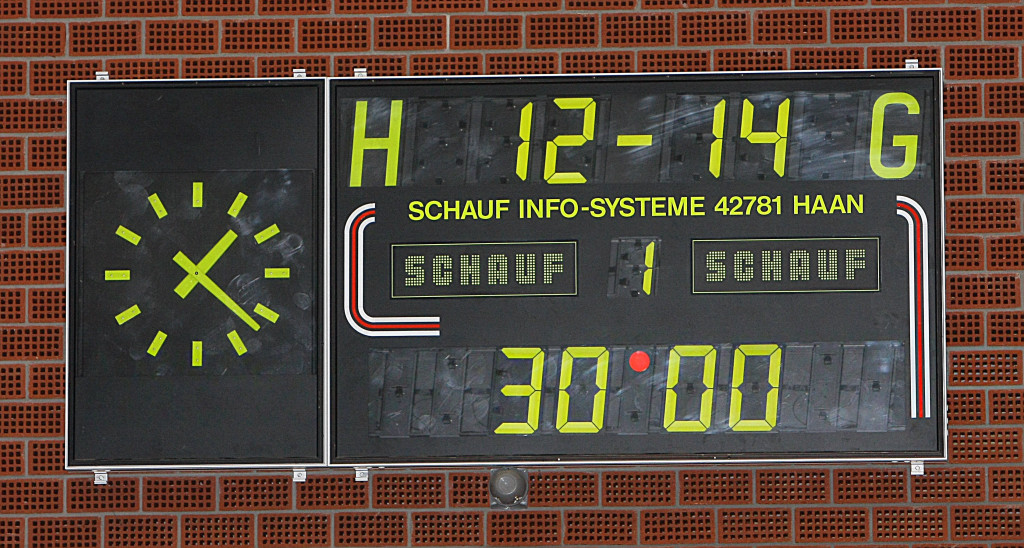 H 12-14 G
SCHAUF INFO-SYSTEME 42781 HAAN
SCHAUF 1 SCHAUF
30:00